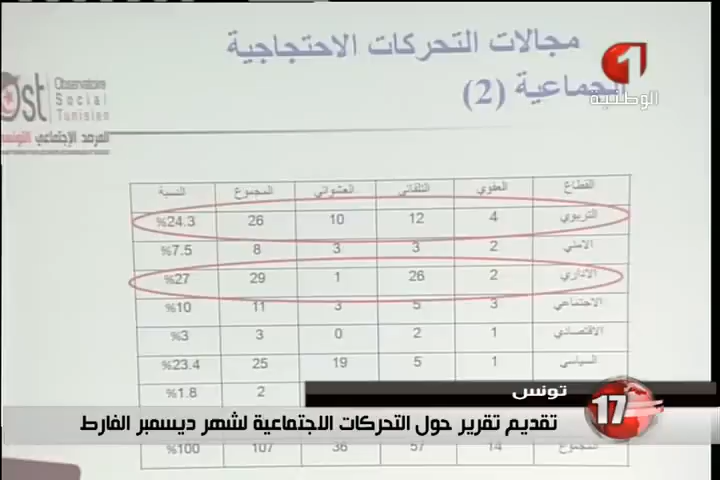 مجالات التحركات الاحتجاجية
الجماعية (2)
1
الوطنية
ost
Observatoire
Social
Tunisien
المرصد الإجتماعي التونسي
القطاع العفوي التلقائي العشوائي المجموع النسبة
التربوي 4 12 10 26 %24.3
الامني 2 3 3 8 %7.5
الاداري 2 26 1 29 %27
الاجتماعي 3 5 3 11 %10
الاقتصادي 1 2 0 3 %3
السياسي 1 5 19 25 %23.4
2 %1.8
المجموع 14 57 36 107 %100
تونس
17
تقديم تقرير حول التحركات الاجتماعية لشهر ديسمبر الفارط